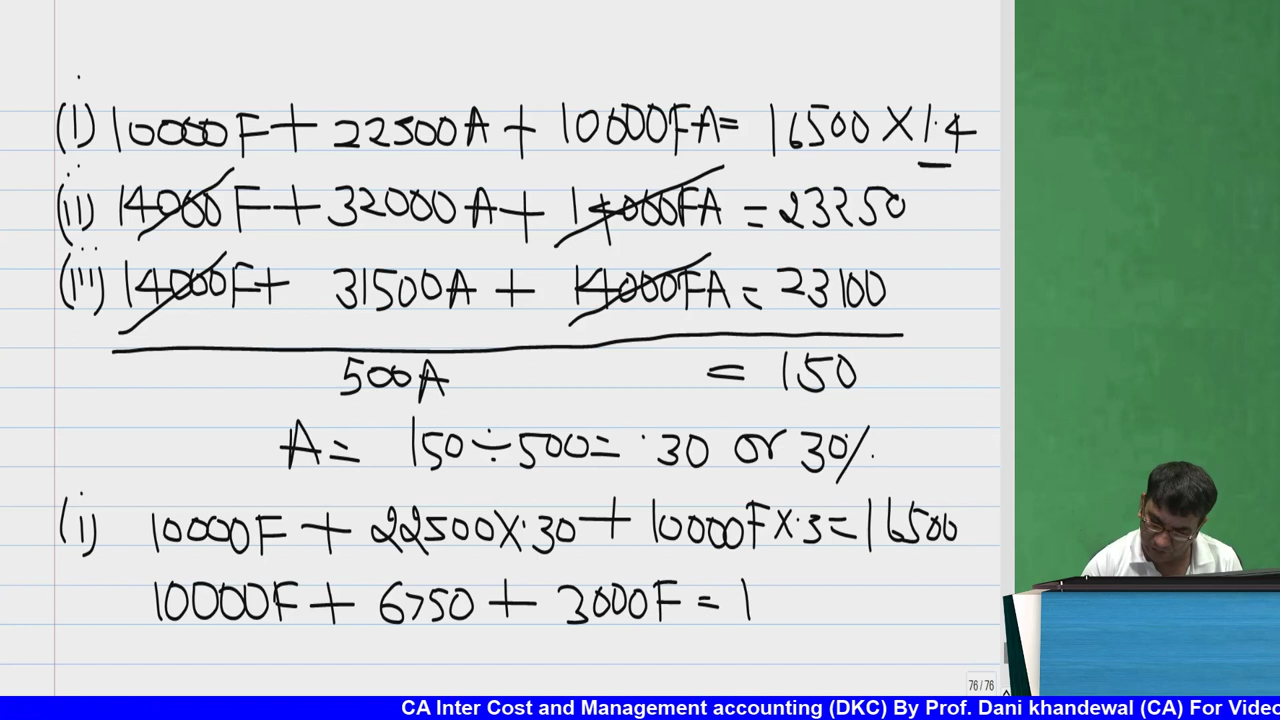 (i) 10000F + 22500A + 10000FA = 16500 X 1.4
(ii) 14000F + 32000A + 14000FA = 23250
(iii) 14000F + 31500A + 14000FA = 23100
500A = 150
A = 150 ÷ 500 = .30 or 30%
(i) 10000F + 22500 X .30 + 10000F X .3 = 16500
10000F + 6750 + 3000F = 1
76 / 76
CA Inter Cost and Management accounting (DKC) By Prof. Dani khandewal (CA) For Video